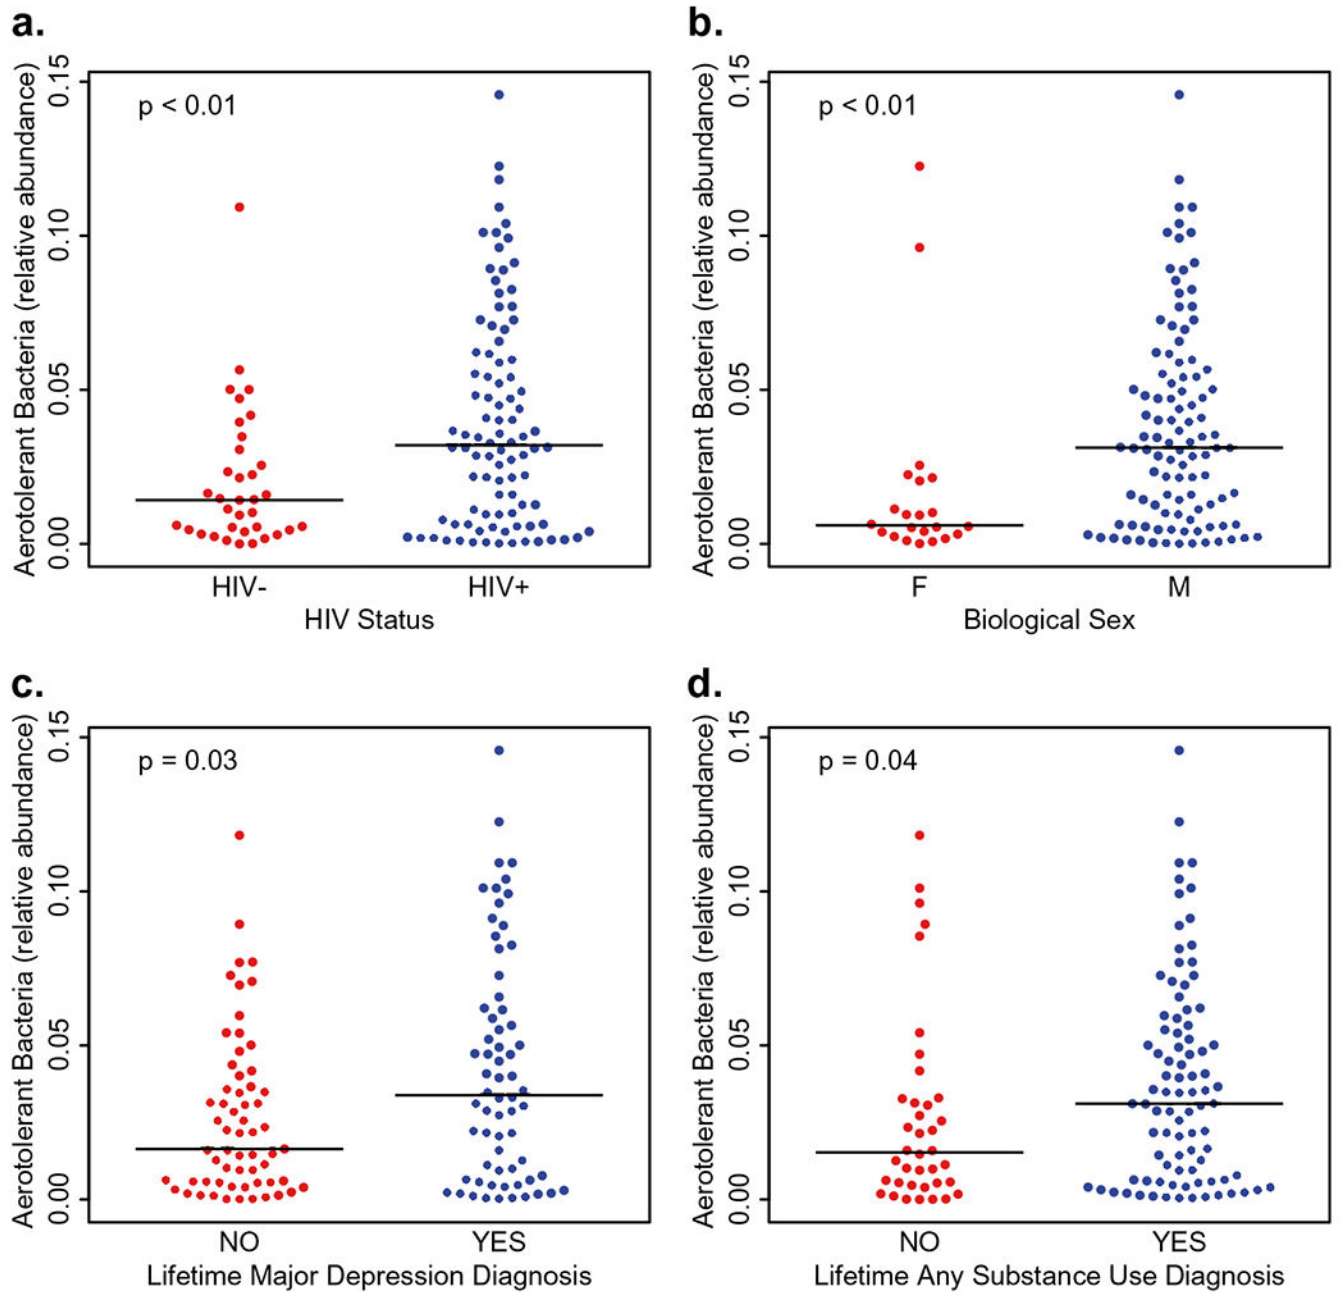 a.
Aerotolerant Bacteria (relative abundance)
0.15
0.10
0.05
0.00
p < 0.01
HIV-
HIV+
HIV Status
b.
Aerotolerant Bacteria (relative abundance)
0.15
0.10
0.05
0.00
p < 0.01
F
M
Biological Sex
c.
Aerotolerant Bacteria (relative abundance)
0.15
0.10
0.05
0.00
p = 0.03
NO
YES
Lifetime Major Depression Diagnosis
d.
Aerotolerant Bacteria (relative abundance)
0.15
0.10
0.05
0.00
p = 0.04
NO
YES
Lifetime Any Substance Use Diagnosis